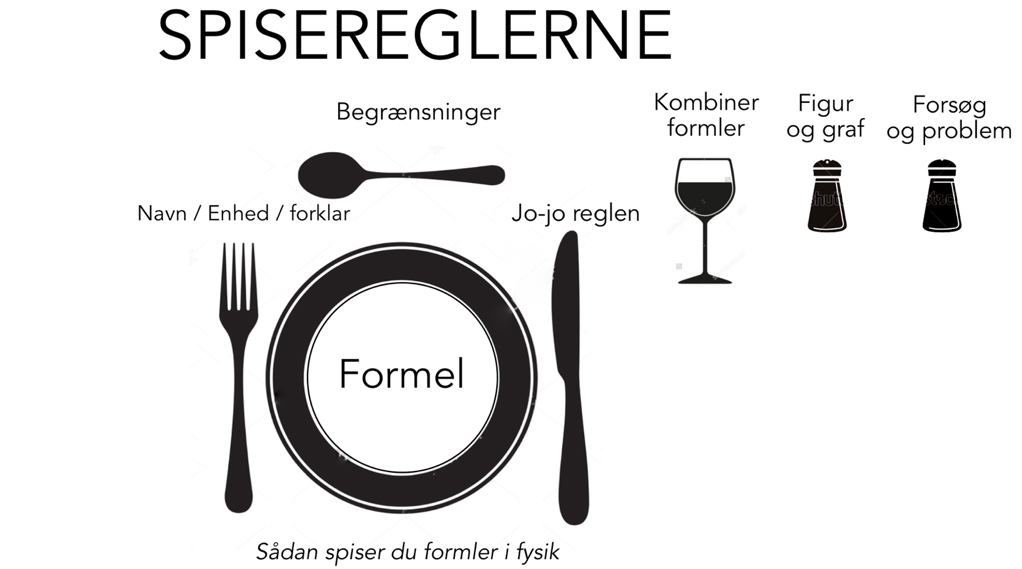 SPISEREGLERNE
Begrænsninger
Kombiner
formler
Figur
og graf
Forsøg
og problem
Navn / Enhed / forklar
Jo-jo reglen
Formel
Sådan spiser du formler i fysik